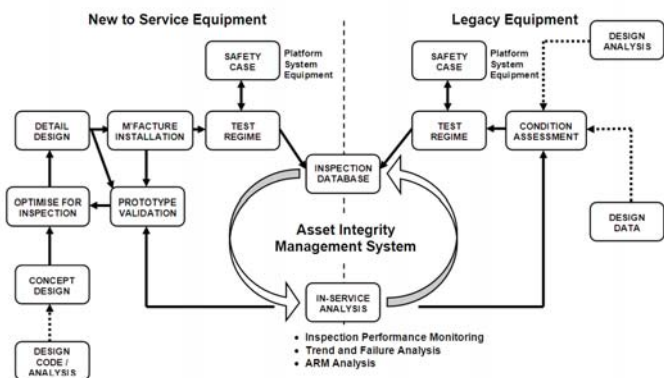 New to Service Equipment
Legacy Equipment
SAFETY
CASE
Platform
System
Equipment
SAFETY
CASE
Platform
System
Equipment
DESIGN
ANALYSIS
DETAIL
DESIGN
M'FACTURE
INSTALLATION
TEST
REGIME
TEST
REGIME
CONDITION
ASSESSMENT
INSPECTION
DATABASE
OPTIMISE FOR
INSPECTION
PROTOTYPE
VALIDATION
DESIGN
DATA
Asset Integrity
Management System
CONCEPT
DESIGN
IN-SERVICE
ANALYSIS
DESIGN
CODE /
ANALYSIS
• Inspection Performance Monitoring
• Trend and Failure Analysis
• ARM Analysis